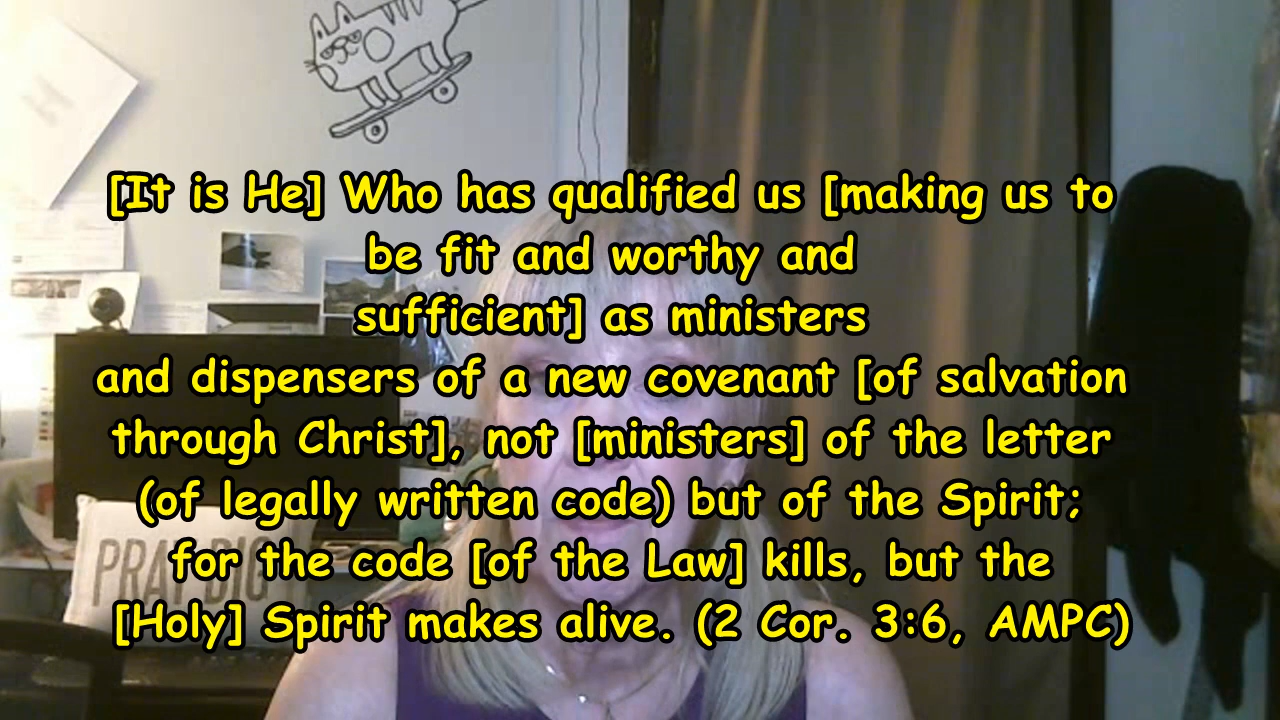 [It is He] Who has qualified us [making us to
be fit and worthy and
sufficient] as ministers
and dispensers of a new covenant [of salvation
through Christ], not [ministers] of the letter
(of legally written code) but of the Spirit;
for the code [of the Law] kills, but the
[Holy] Spirit makes alive. (2 Cor. 3:6, AMPC)
PRAY BIG